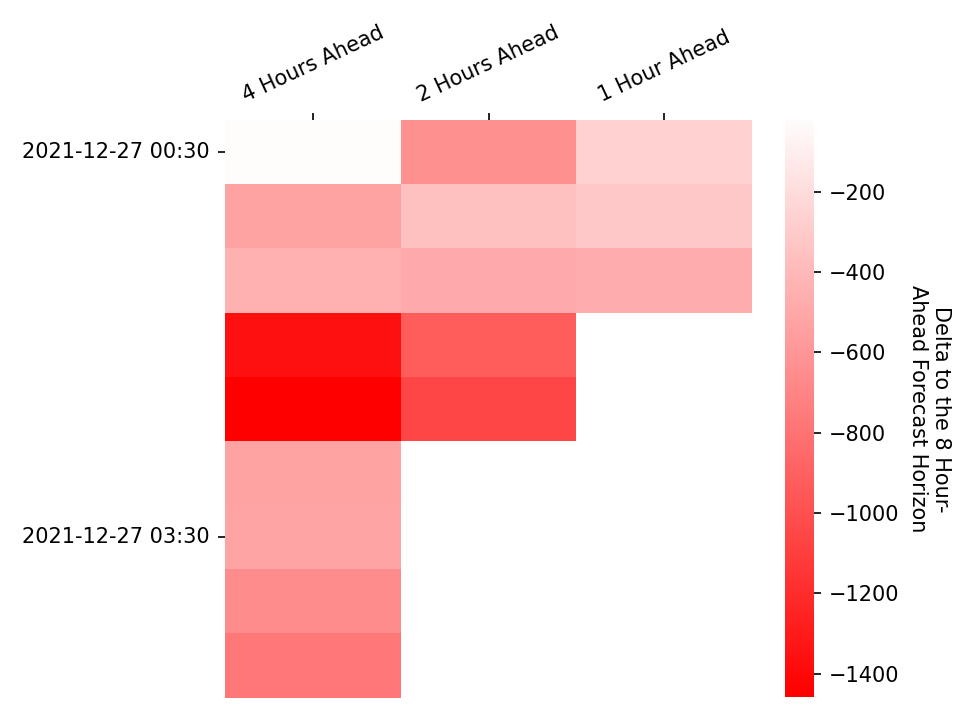 4 Hours Ahead
2 Hours Ahead
1 Hour Ahead
2021-12-27 00:30
2021-12-27 03:30
−200
−400
−600
−800
−1000
−1200
−1400
Delta to the 8 Hour-
Ahead Forecast Horizon